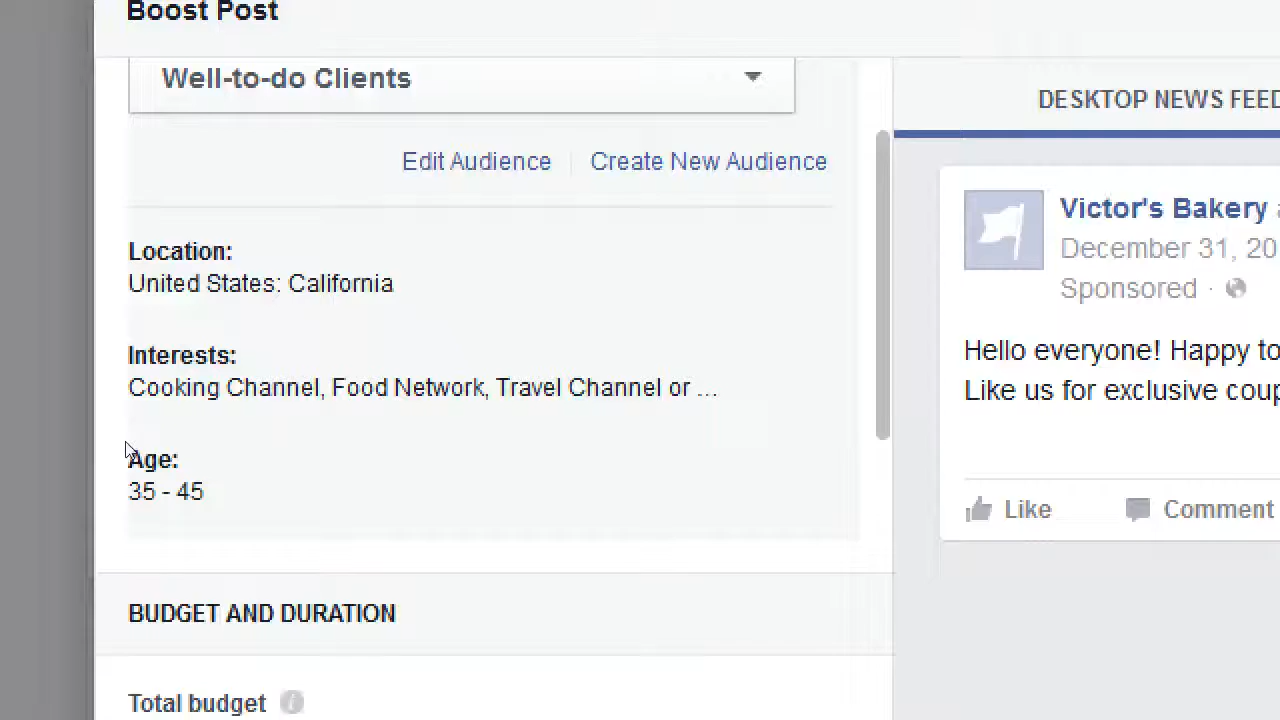 Boost Post
Well-to-do Clients
Edit Audience
Create New Audience
Location:
United States: California
Interests:
Cooking Channel, Food Network, Travel Channel or ...
Age:
35 - 45
BUDGET AND DURATION
Total budget
DESKTOP NEWS FEED
Victor's Bakery
December 31, 20
Sponsored ·
Hello everyone! Happy to
Like us for exclusive coup
Like
Comment